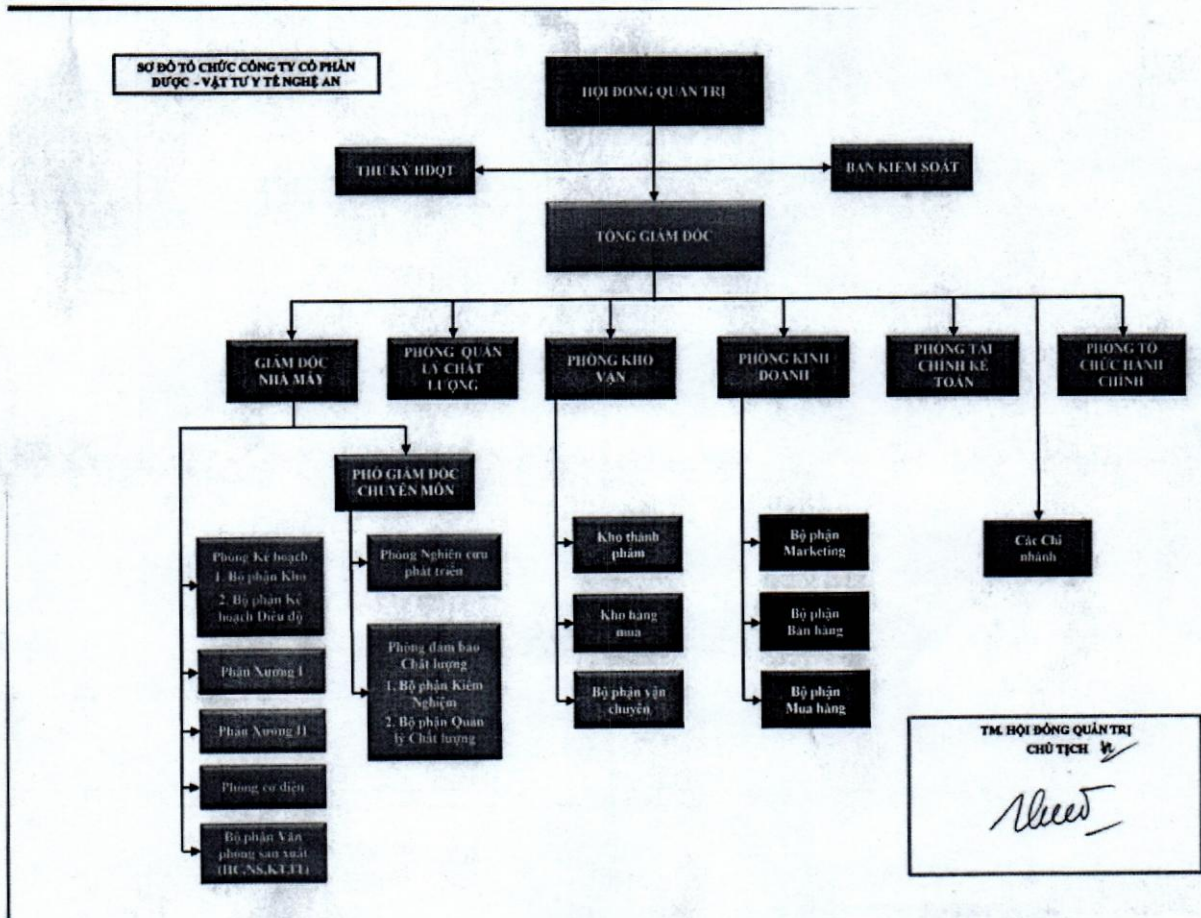 SƠ ĐỒ TỔ CHỨC CÔNG TY CỔ PHẦN
DƯỢC - VẬT TƯ Y TẾ NGHỆ AN
HỘI ĐỒNG QUẢN TRỊ
THƯ KÝ HĐQT
BAN KIỂM SOÁT
TỔNG GIÁM ĐỐC
GIÁM ĐỐC
NHÀ MÁY
PHÒNG QUẢN
LÝ CHẤT
LƯỢNG
PHÒNG KHO
VẬN
PHÒNG KINH
DOANH
PHÒNG TÀI
CHÍNH KẾ
TOÁN
PHÒNG TỔ
CHỨC HÀNH
CHÍNH
PHÓ GIÁM ĐỐC
CHUYÊN MÔN
Phòng Kế hoạch
1. Bộ phận Kho
2. Bộ phận Kế
hoạch Điều độ
Phân Xưởng I
Phân Xưởng II
Phòng cơ điện
Bộ phận Văn
phòng sản xuất
(HC,NS,KT,IT)
Phòng Nghiên cứu
phát triển
Phòng đảm bảo
Chất lượng
1. Bộ phận Kiểm
Nghiệm
2. Bộ phận Quản
lý Chất lượng
Kho thành
phẩm
Kho hàng
mua
Bộ phận vận
chuyển
Bộ phận
Marketing
Bộ phận
Bán hàng
Bộ phận
Mua hàng
Các Chi
nhánh
TM. HỘI ĐỒNG QUẢN TRỊ
CHỦ TỊCH